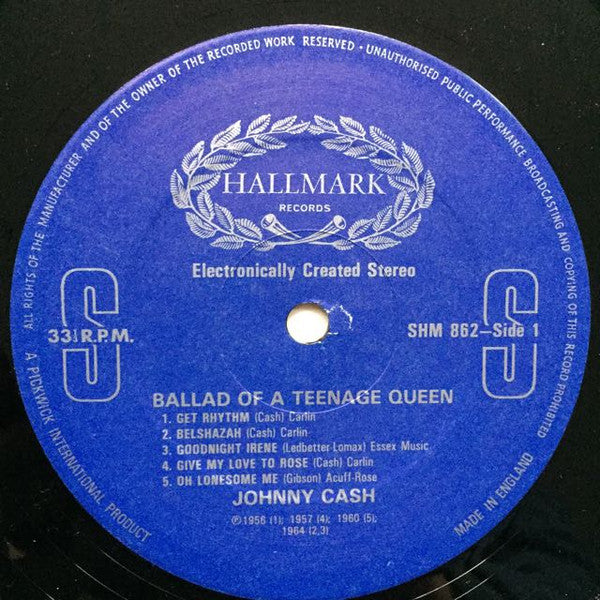 ALL RIGHTS OF THE MANUFACTURER AND OF THE OWNER OF THE RECORDED WORK RESERVED · UNAUTHORISED PUBLIC PERFORMANCE BROADCASTING AND COPYING OF THIS RECORD PROHIBITED
HALLMARK
RECORDS
Electronically Created Stereo
S
S
33⅓ R.P.M.
SHM 862–Side 1
BALLAD OF A TEENAGE QUEEN
1. GET RHYTHM (Cash) Carlin
2. BELSHAZAH (Cash) Carlin
3. GOODNIGHT IRENE (Ledbetter-Lomax) Essex Music
4. GIVE MY LOVE TO ROSE (Cash) Carlin
5. OH LONESOME ME (Gibson) Acuff-Rose
JOHNNY CASH
℗1956 (1); 1957 (4); 1960 (5);
1964 (2,3)
A PICKWICK INTERNATIONAL PRODUCT
MADE IN ENGLAND